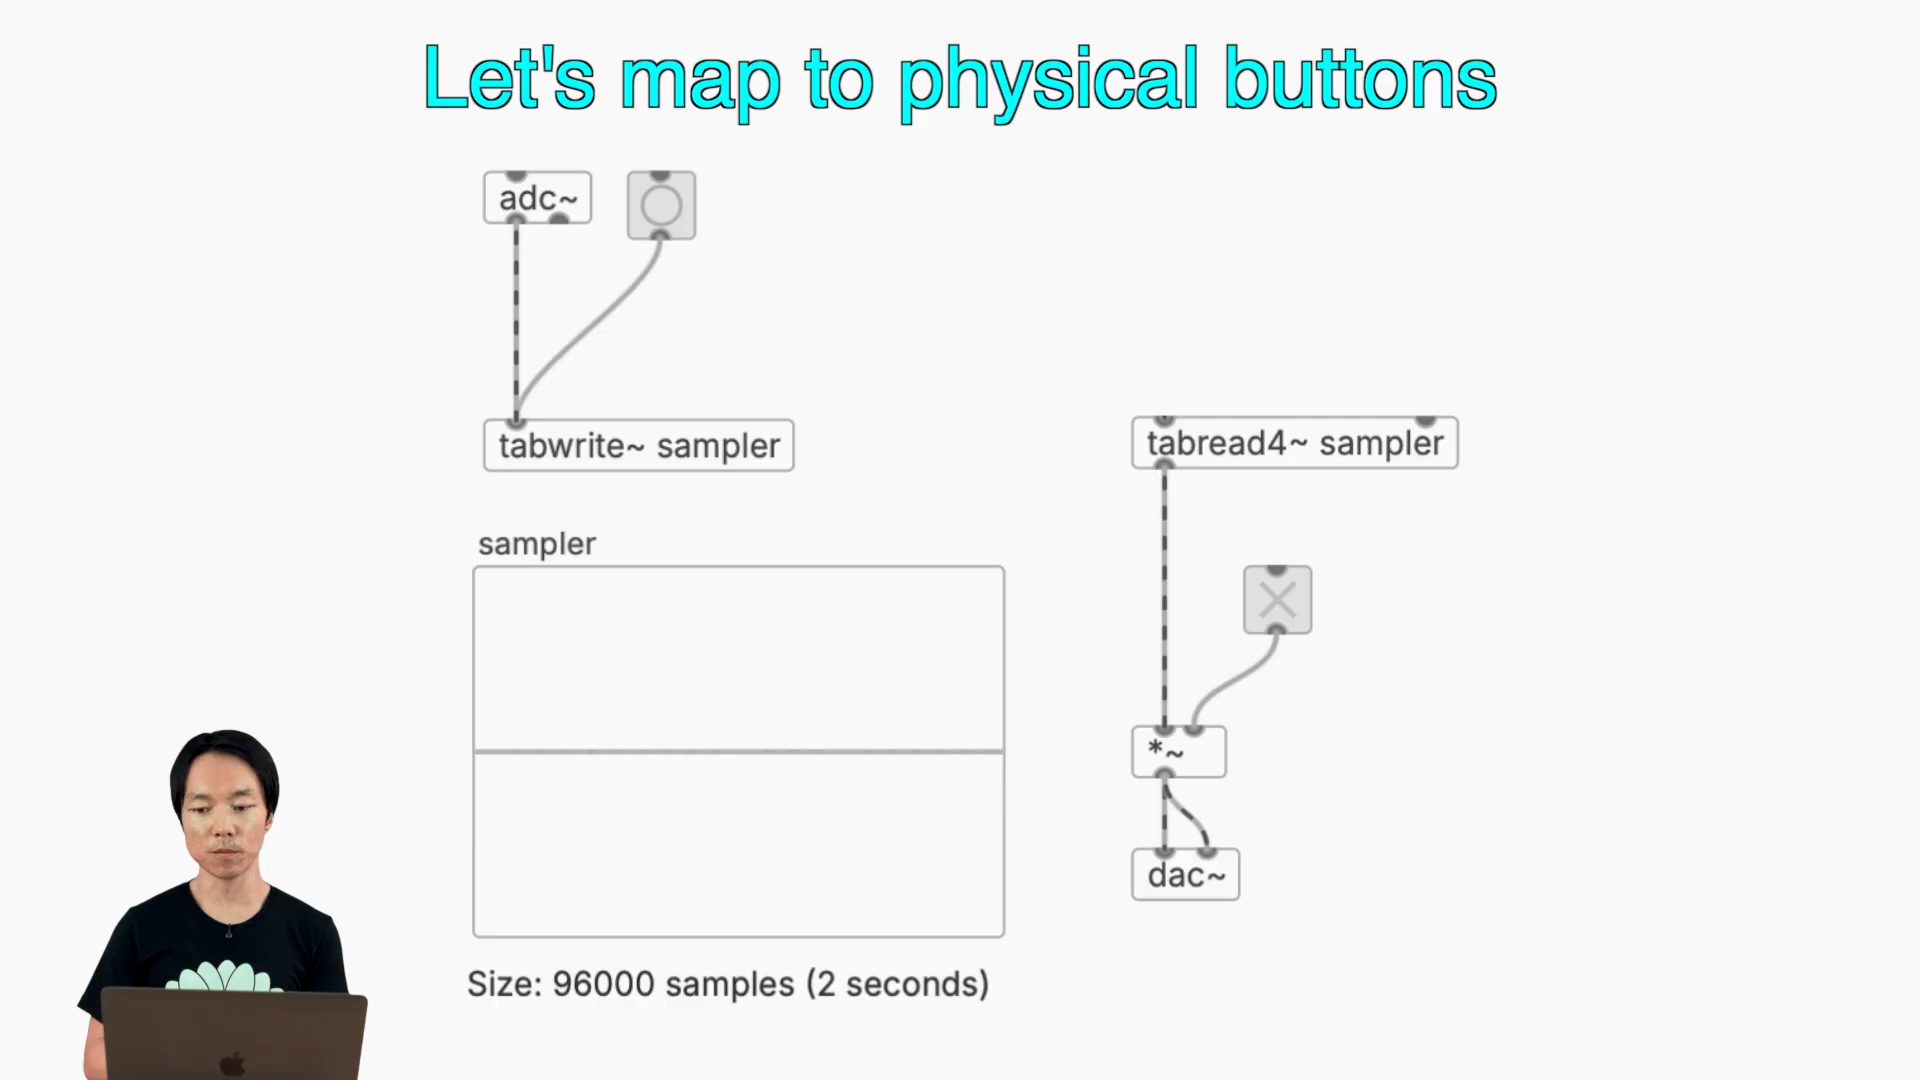 Let's map to physical buttons
adc~
tabwrite~ sampler
tabread4~ sampler
sampler
*~
dac~
Size: 96000 samples (2 seconds)